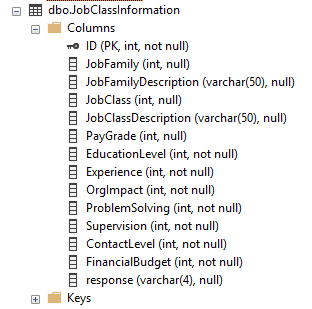 dbo.JobClassInformation
Columns
ID (PK, int, not null)
JobFamily (int, null)
JobFamilyDescription (varchar(50), null)
JobClass (int, null)
JobClassDescription (varchar(50), null)
PayGrade (int, null)
EducationLevel (int, not null)
Experience (int, not null)
OrgImpact (int, not null)
ProblemSolving (int, not null)
Supervision (int, not null)
ContactLevel (int, not null)
FinancialBudget (int, not null)
response (varchar(4), null)
Keys